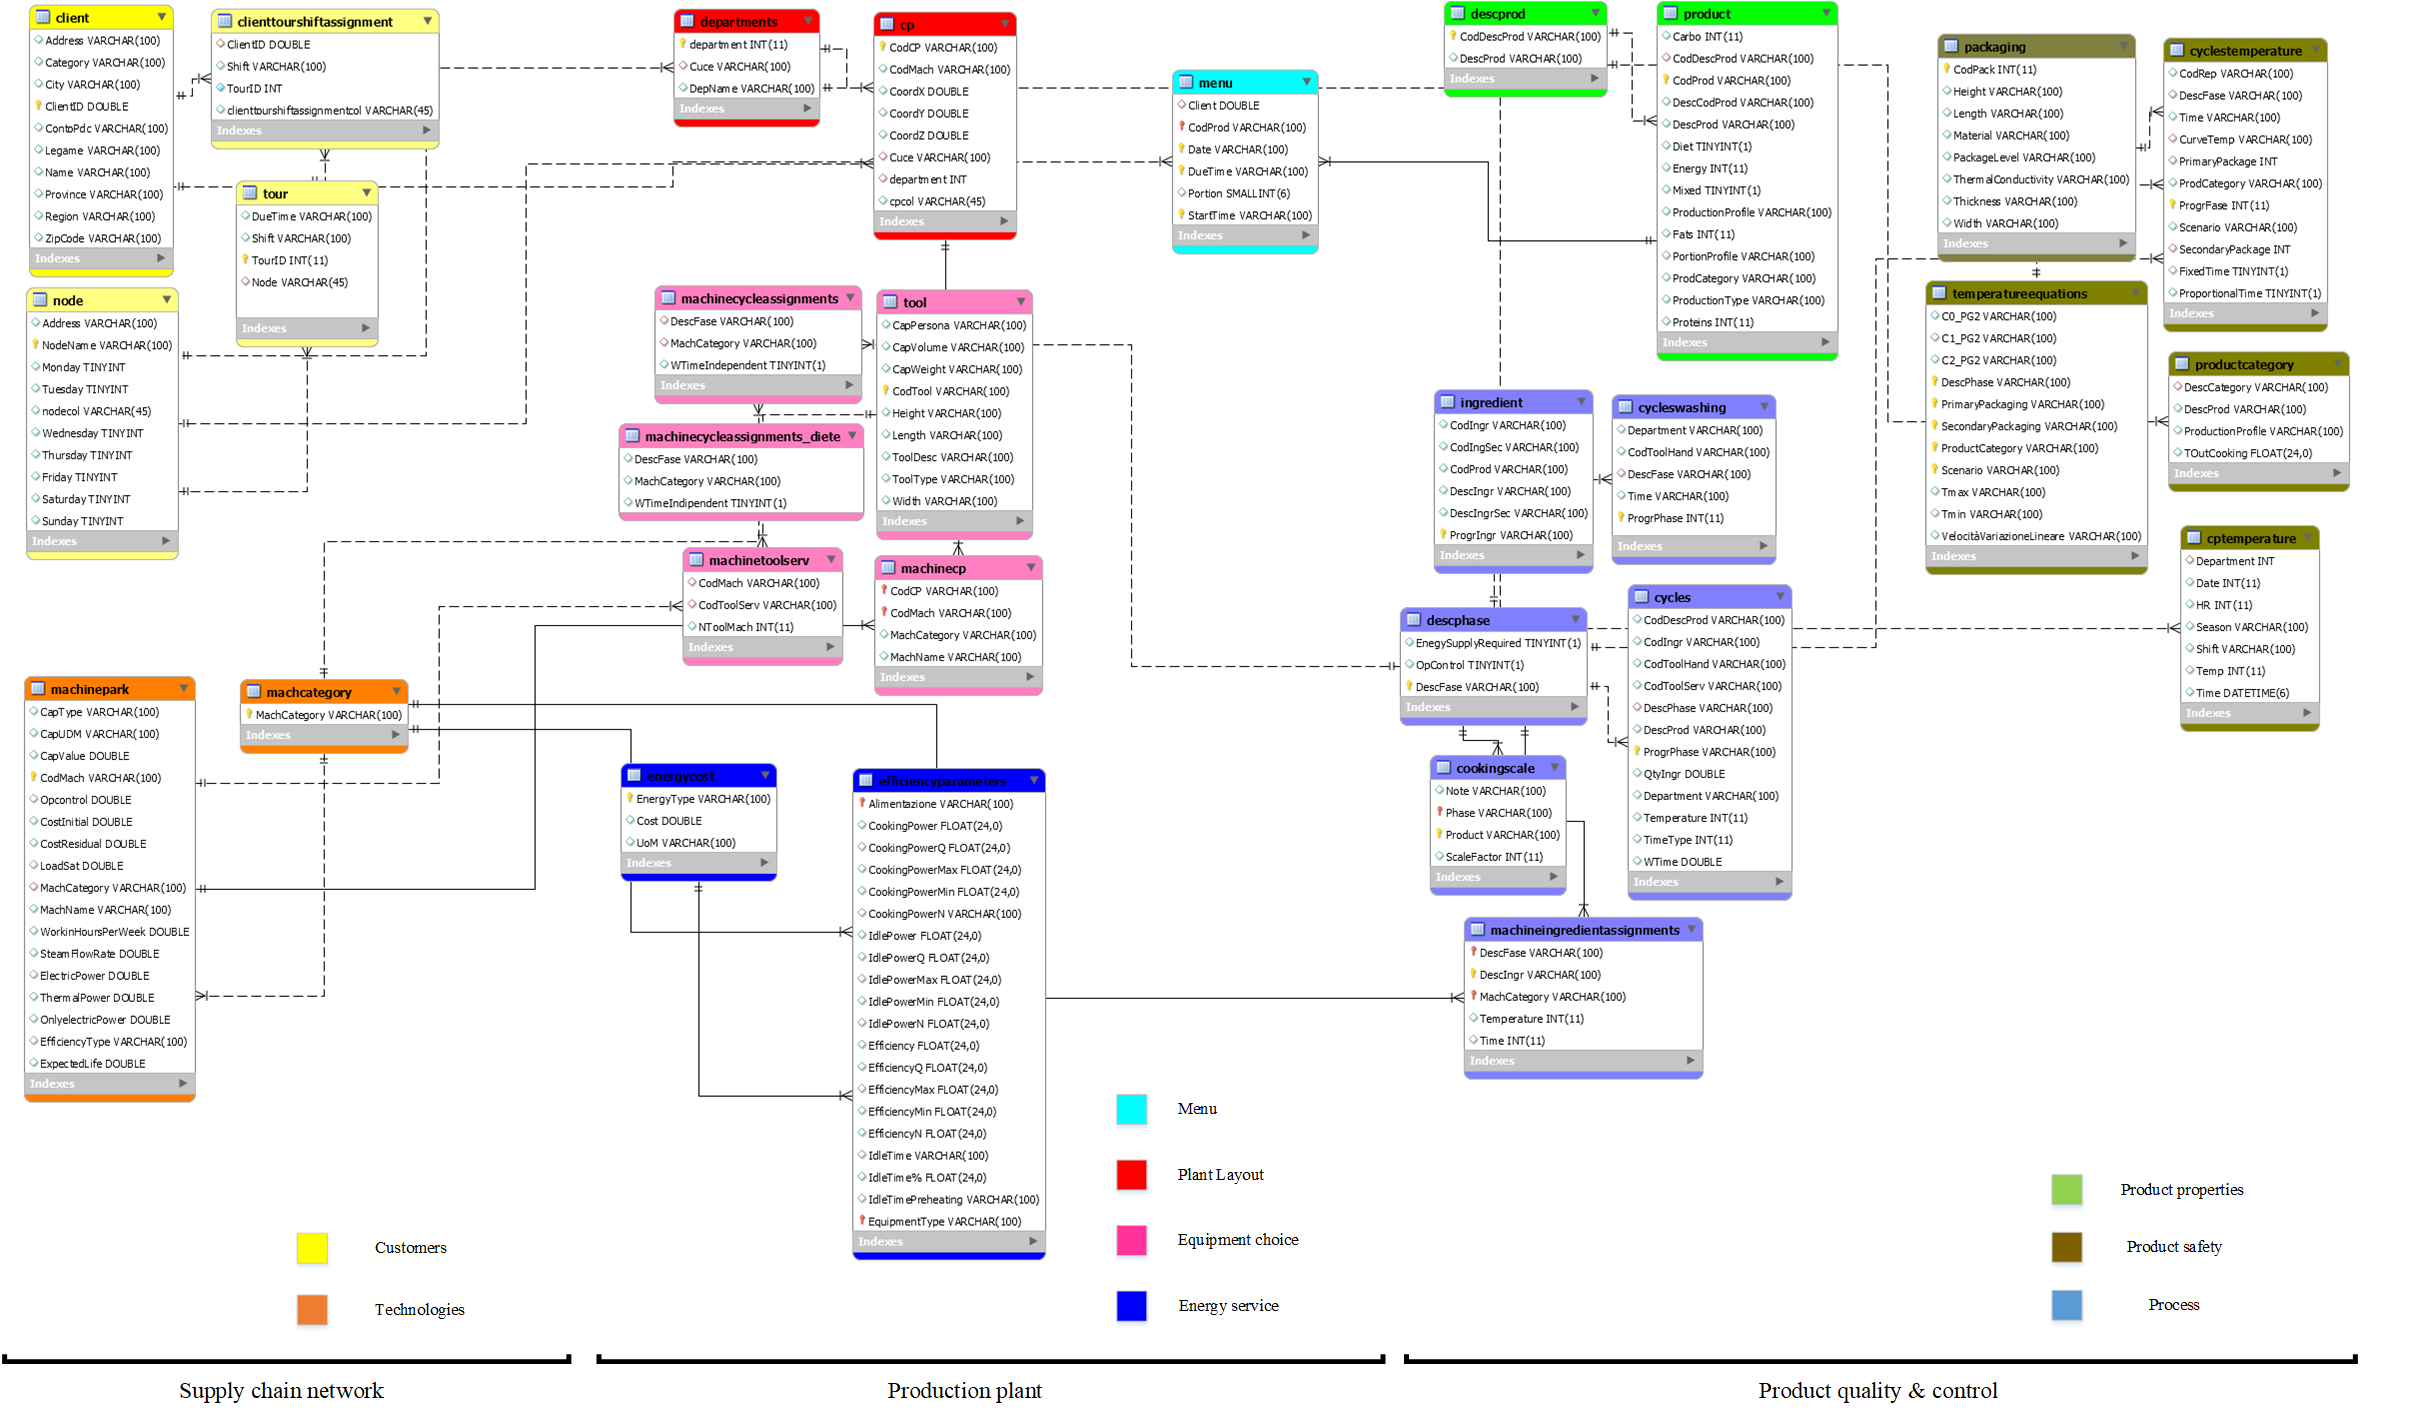 client
Address VARCHAR(100)
Category VARCHAR(100)
City VARCHAR(100)
ClientID DOUBLE
ContoPdc VARCHAR(100)
Legame VARCHAR(100)
Name VARCHAR(100)
Province VARCHAR(100)
Region VARCHAR(100)
ZipCode VARCHAR(100)
Indexes
clienttourshiftassignment
ClientID DOUBLE
Shift VARCHAR(100)
TourID INT
clienttourshiftassignmentcol VARCHAR(45)
Indexes
tour
DueTime VARCHAR(100)
Shift VARCHAR(100)
TourID INT(11)
Node VARCHAR(45)
Indexes
node
Address VARCHAR(100)
NodeName VARCHAR(100)
Monday TINYINT
Tuesday TINYINT
nodecol VARCHAR(45)
Wednesday TINYINT
Thursday TINYINT
Friday TINYINT
Saturday TINYINT
Sunday TINYINT
Indexes
departments
department INT(11)
Cuce VARCHAR(100)
DepName VARCHAR(100)
Indexes
cp
CodCP VARCHAR(100)
CodMach VARCHAR(100)
CoordX DOUBLE
CoordY DOUBLE
CoordZ DOUBLE
Cuce VARCHAR(100)
department INT
cpcol VARCHAR(45)
Indexes
menu
Client DOUBLE
CodProd VARCHAR(100)
Date VARCHAR(100)
DueTime VARCHAR(100)
Portion SMALLINT(6)
StartTime VARCHAR(100)
Indexes
descprod
CodDescProd VARCHAR(100)
DescProd VARCHAR(100)
Indexes
product
Carbo INT(11)
CodDescProd VARCHAR(100)
CodProd VARCHAR(100)
DescCodProd VARCHAR(100)
DescProd VARCHAR(100)
Diet TINYINT(1)
Energy INT(11)
Mixed TINYINT(1)
ProductionProfile VARCHAR(100)
Fats INT(11)
PortionProfile VARCHAR(100)
ProdCategory VARCHAR(100)
ProductionType VARCHAR(100)
Proteins INT(11)
Indexes
packaging
CodPack INT(11)
Height VARCHAR(100)
Length VARCHAR(100)
Material VARCHAR(100)
PackageLevel VARCHAR(100)
ThermalConductivity VARCHAR(100)
Thickness VARCHAR(100)
Width VARCHAR(100)
Indexes
cyclestemperature
CodRep VARCHAR(100)
DescFase VARCHAR(100)
Time VARCHAR(100)
CurveTemp VARCHAR(100)
PrimaryPackage INT
ProdCategory VARCHAR(100)
ProgrFase INT(11)
Scenario VARCHAR(100)
SecondaryPackage INT
FixedTime TINYINT(1)
ProportionalTime TINYINT(1)
Indexes
temperatureequations
C0_PG2 VARCHAR(100)
C1_PG2 VARCHAR(100)
C2_PG2 VARCHAR(100)
DescPhase VARCHAR(100)
PrimaryPackaging VARCHAR(100)
SecondaryPackaging VARCHAR(100)
ProductCategory VARCHAR(100)
Scenario VARCHAR(100)
Tmax VARCHAR(100)
Tmin VARCHAR(100)
VelocitàVariazioneLineare VARCHAR(100)
Indexes
productcategory
DescCategory VARCHAR(100)
DescProd VARCHAR(100)
ProductionProfile VARCHAR(100)
TOutCooking FLOAT(24,0)
Indexes
cptemperature
Department INT
Date INT(11)
HR INT(11)
Season VARCHAR(100)
Shift VARCHAR(100)
Temp INT(11)
Time DATETIME(6)
Indexes
machinecycleassignments
DescFase VARCHAR(100)
MachCategory VARCHAR(100)
WTimeIndependent TINYINT(1)
Indexes
machinecycleassignments_diete
DescFase VARCHAR(100)
MachCategory VARCHAR(100)
WTimeIndipendent TINYINT(1)
tool
CapPersona VARCHAR(100)
CapVolume VARCHAR(100)
CapWeight VARCHAR(100)
CodTool VARCHAR(100)
Height VARCHAR(100)
Length VARCHAR(100)
ToolDesc VARCHAR(100)
ToolType VARCHAR(100)
Width VARCHAR(100)
Indexes
machinetoolserv
CodMach VARCHAR(100)
CodToolServ VARCHAR(100)
NToolMach INT(11)
Indexes
machinecp
CodCP VARCHAR(100)
CodMach VARCHAR(100)
MachCategory VARCHAR(100)
MachName VARCHAR(100)
Indexes
ingredient
CodIngr VARCHAR(100)
CodIngSec VARCHAR(100)
CodProd VARCHAR(100)
DescIngr VARCHAR(100)
DescIngrSec VARCHAR(100)
ProgrIngr VARCHAR(100)
Indexes
cycleswashing
Department VARCHAR(100)
CodToolHand VARCHAR(100)
DescFase VARCHAR(100)
Time VARCHAR(100)
ProgrPhase INT(11)
Indexes
descphase
EnegySupplyRequired TINYINT(1)
OpControl TINYINT(1)
DescFase VARCHAR(100)
Indexes
cycles
CodDescProd VARCHAR(100)
CodIngr VARCHAR(100)
CodToolHand VARCHAR(100)
CodToolServ VARCHAR(100)
DescPhase VARCHAR(100)
DescProd VARCHAR(100)
ProgrPhase VARCHAR(100)
QtyIngr DOUBLE
Department VARCHAR(100)
Temperature INT(11)
TimeType INT(11)
WTime DOUBLE
Indexes
cookingscale
Note VARCHAR(100)
Phase VARCHAR(100)
Product VARCHAR(100)
ScaleFactor INT(11)
Indexes
machineingredientassignments
DescFase VARCHAR(100)
DescIngr VARCHAR(100)
MachCategory VARCHAR(100)
Temperature INT(11)
Time INT(11)
Indexes
machinepark
CapType VARCHAR(100)
CapUDM VARCHAR(100)
CapValue DOUBLE
CodMach VARCHAR(100)
Opcontrol DOUBLE
CostInitial DOUBLE
CostResidual DOUBLE
LoadSat DOUBLE
MachCategory VARCHAR(100)
MachName VARCHAR(100)
WorkinHoursPerWeek DOUBLE
SteamFlowRate DOUBLE
ElectricPower DOUBLE
ThermalPower DOUBLE
OnlyelectricPower DOUBLE
EfficiencyType VARCHAR(100)
ExpectedLife DOUBLE
Indexes
machcategory
MachCategory VARCHAR(100)
Indexes
energycost
EnergyType VARCHAR(100)
Cost DOUBLE
UoM VARCHAR(100)
Indexes
efficiencyparameters
Alimentazione VARCHAR(100)
CookingPower FLOAT(24,0)
CookingPowerQ FLOAT(24,0)
CookingPowerMax FLOAT(24,0)
CookingPowerMin FLOAT(24,0)
CookingPowerN VARCHAR(100)
IdlePower FLOAT(24,0)
IdlePowerQ FLOAT(24,0)
IdlePowerMax FLOAT(24,0)
IdlePowerMin FLOAT(24,0)
IdlePowerN FLOAT(24,0)
Efficiency FLOAT(24,0)
EfficiencyQ FLOAT(24,0)
EfficiencyMax FLOAT(24,0)
EfficiencyMin FLOAT(24,0)
EfficiencyN FLOAT(24,0)
IdleTime VARCHAR(100)
IdleTime% FLOAT(24,0)
IdleTimePreheating VARCHAR(100)
EquipmentType VARCHAR(100)
Indexes
Customers
Technologies
Menu
Plant Layout
Equipment choice
Energy service
Product properties
Product safety
Process
Supply chain network
Production plant
Product quality & control